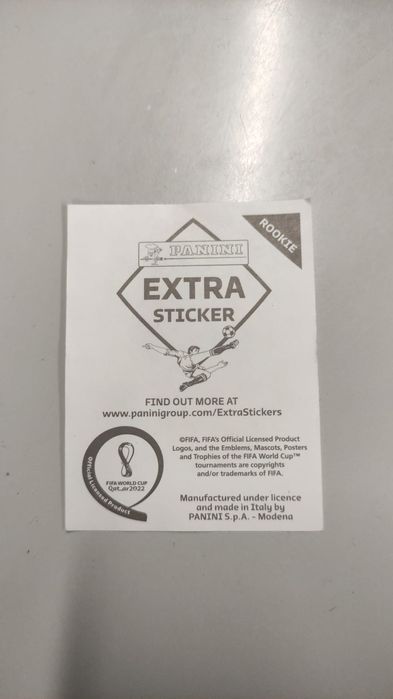 ROOKIE
PANINI
EXTRA
STICKER
FIND OUT MORE AT
www.paninigroup.com/ExtraStickers
©FIFA, FIFA's Official Licensed Product
Logos, and the Emblems, Mascots, Posters
and Trophies of the FIFA World Cup™
tournaments are copyrights
and/or trademarks of FIFA.
FIFA WORLD CUP
Qatar2022
Official Licensed Product
Manufactured under licence
and made in Italy by
PANINI S.p.A. - Modena